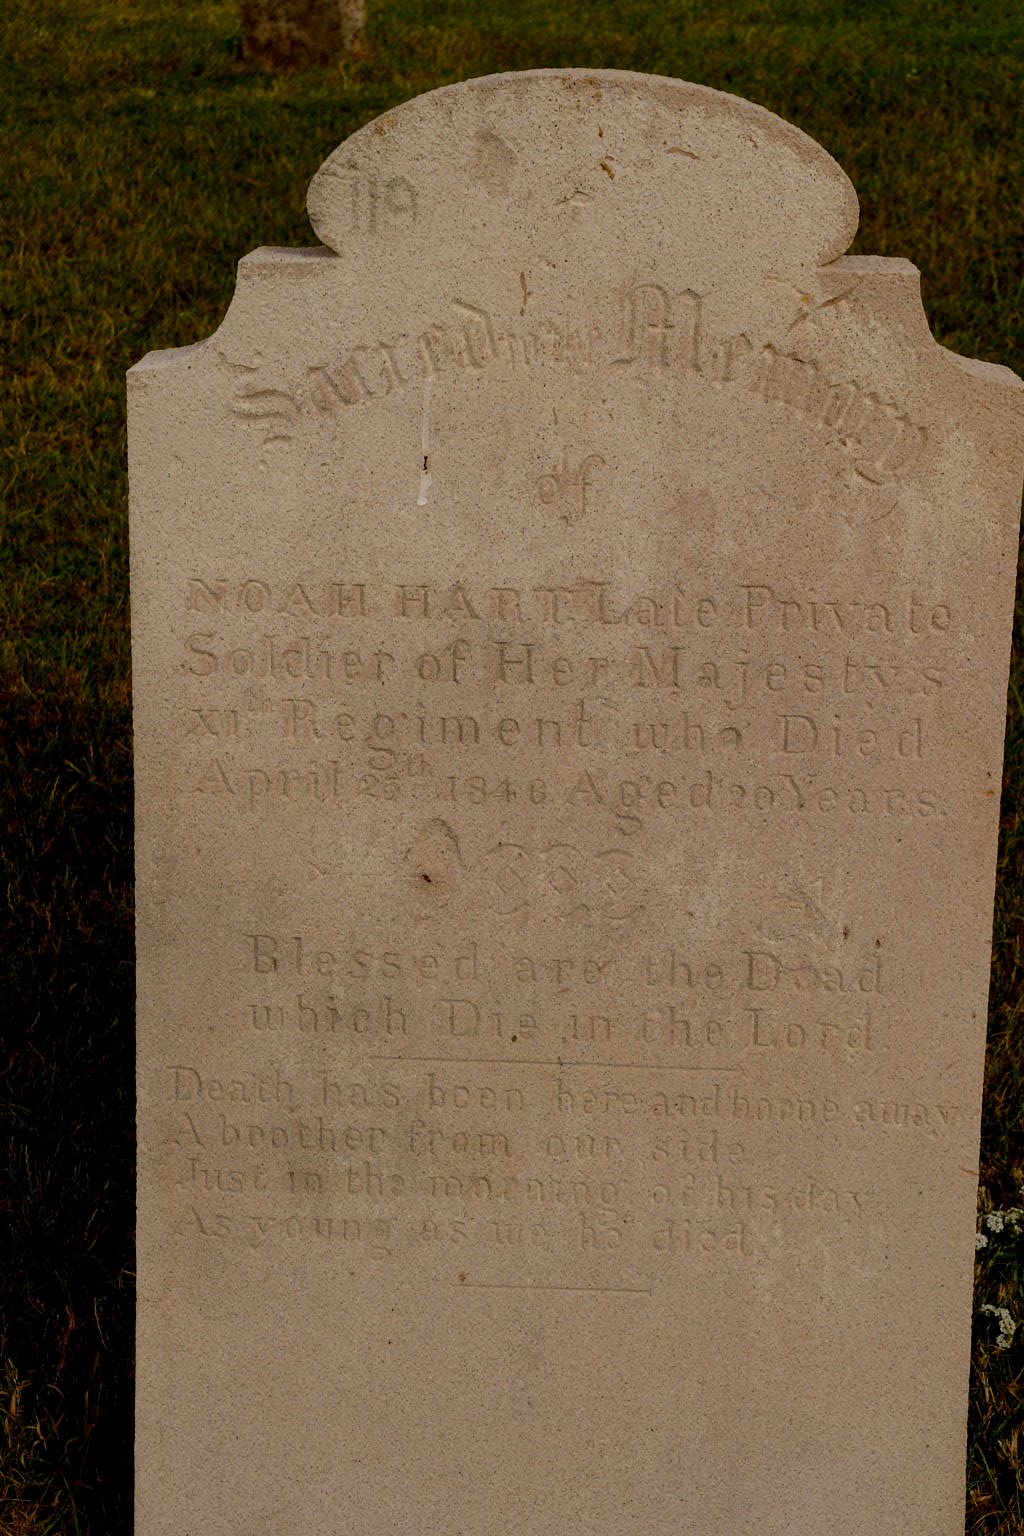 119
Sacred to the Memory
of
NOAH HART. Late Private
Soldier of Her Majestys
XIth Regiment who Died
April 25th 1846 Aged 20 Years.
Blessed are the Dead
which Die in the Lord.
Death has been here and borne away
A brother from our side
Just in the morning of his day
As young as we he died.